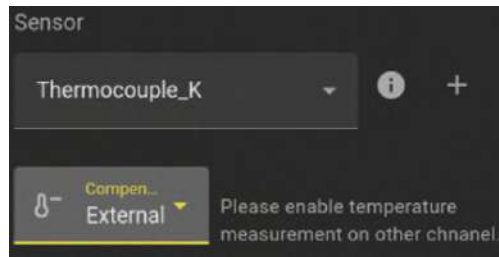 Sensor
Thermocouple_K
Compen...
External
Please enable temperature
measurement on other chnanel.